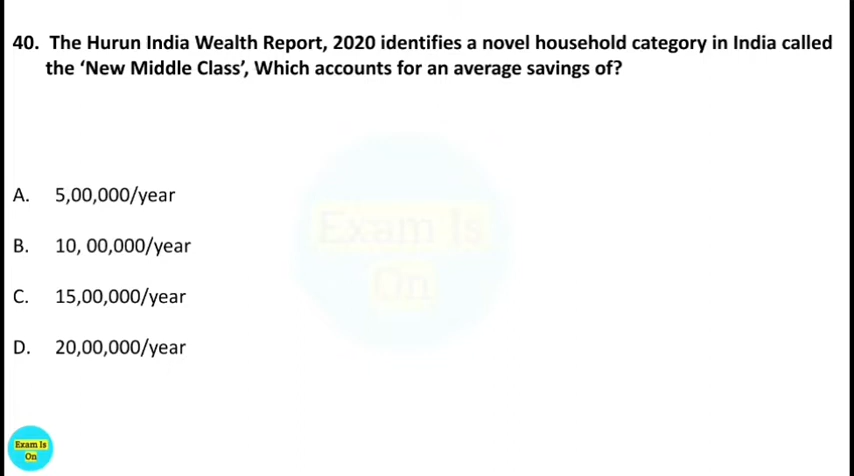 40. The Hurun India Wealth Report, 2020 identifies a novel household category in India called
the ‘New Middle Class’, Which accounts for an average savings of?
Exam Is
On
A. 5,00,000/year
B. 10, 00,000/year
C. 15,00,000/year
D. 20,00,000/year
Exam Is
On